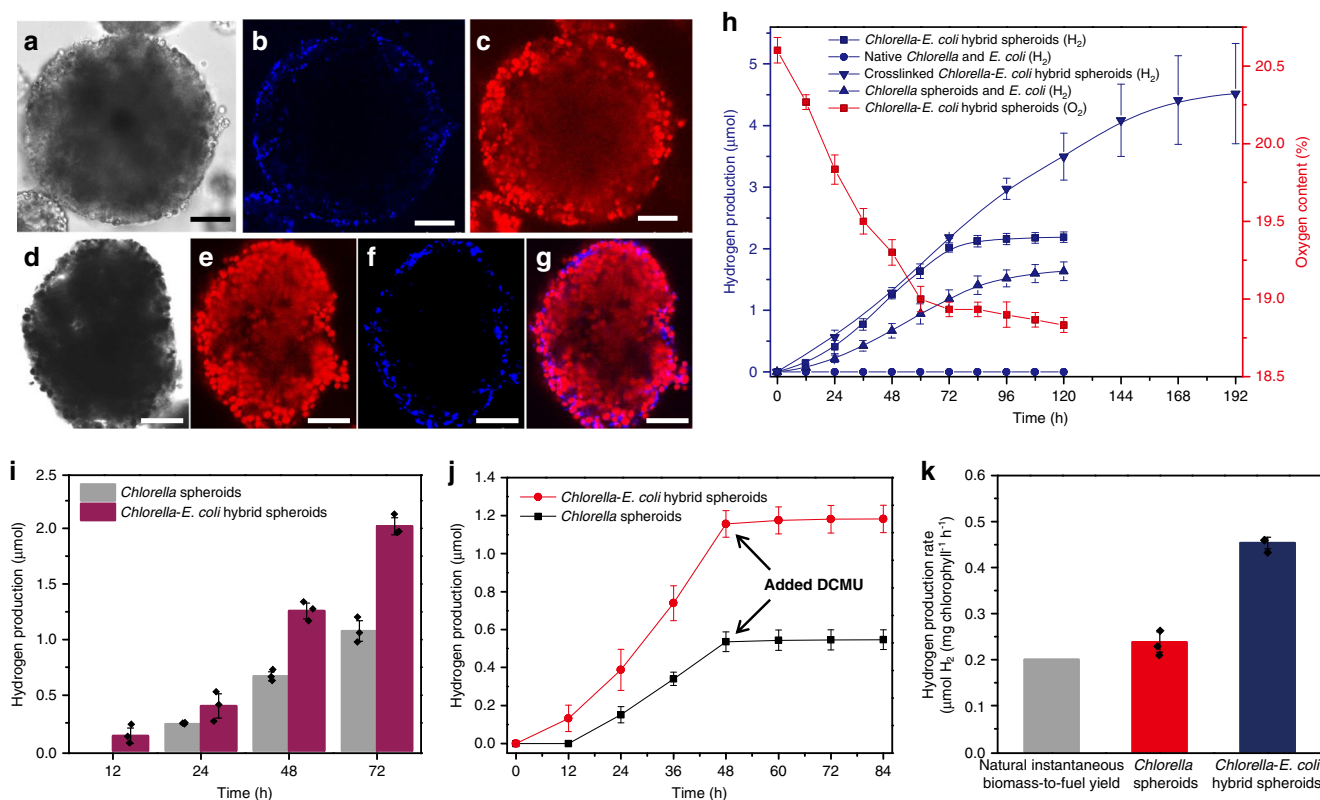 a
b
c
d
e
f
g
h
Chlorella-E. coli hybrid spheroids (H₂)
Native Chlorella and E. coli (H₂)
Crosslinked Chlorella-E. coli hybrid spheroids (H₂)
Chlorella spheroids and E. coli (H₂)
Chlorella-E. coli hybrid spheroids (O₂)
Hydrogen production (µmol)
5
4
3
2
1
0
Oxygen content (%)
20.5
20.0
19.5
19.0
18.5
0 24 48 72 96 120 144 168 192
Time (h)
i
Chlorella spheroids
Chlorella-E. coli hybrid spheroids
Hydrogen production (µmol)
2.5
2.0
1.5
1.0
0.5
0.0
12 24 48 72
Time (h)
j
Chlorella-E. coli hybrid spheroids
Chlorella spheroids
Added DCMU
Hydrogen production (µmol)
1.4
1.2
1.0
0.8
0.6
0.4
0.2
0.0
0 12 24 36 48 60 72 84
Time (h)
k
Hydrogen production rate
(µmol H₂ (mg chlorophyll⁻¹ h⁻¹)
0.6
0.5
0.4
0.3
0.2
0.1
0.0
Natural instantaneous
biomass-to-fuel yield
Chlorella
spheroids
Chlorella-E. coli
hybrid spheroids